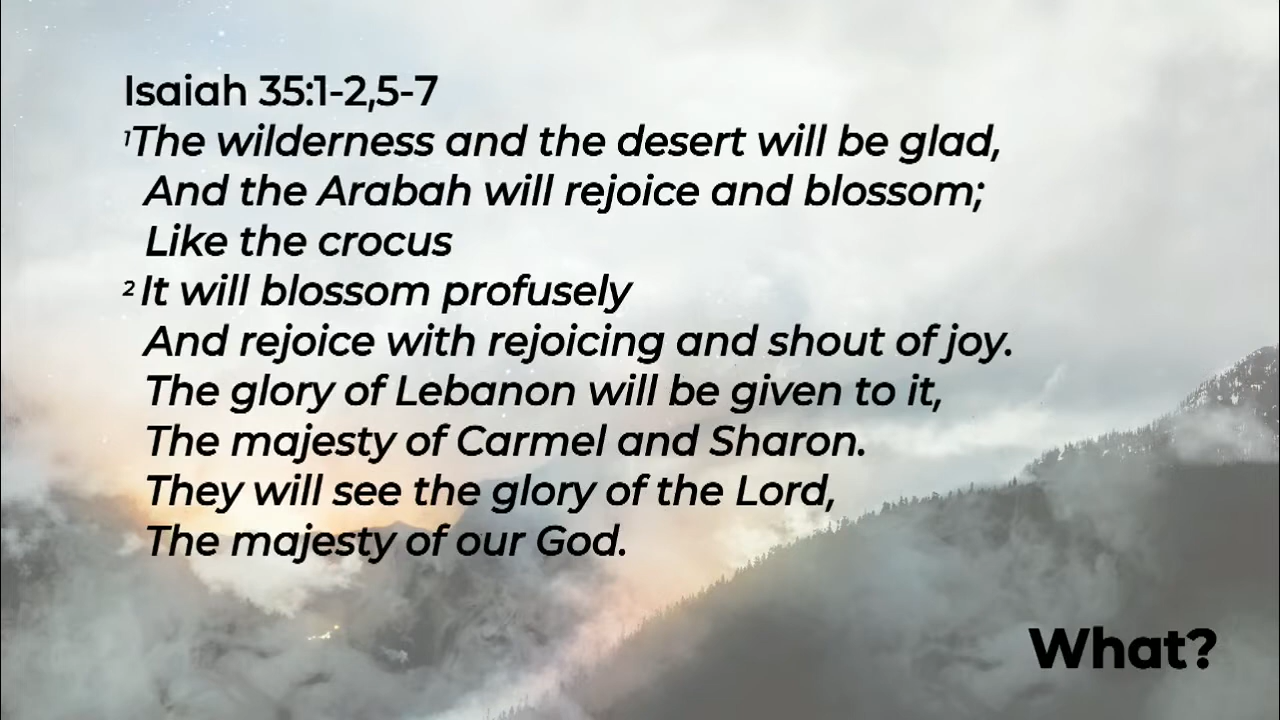 Isaiah 35:1-2,5-7
1The wilderness and the desert will be glad,
And the Arabah will rejoice and blossom;
Like the crocus
2 It will blossom profusely
And rejoice with rejoicing and shout of joy.
The glory of Lebanon will be given to it,
The majesty of Carmel and Sharon.
They will see the glory of the Lord,
The majesty of our God.
What?